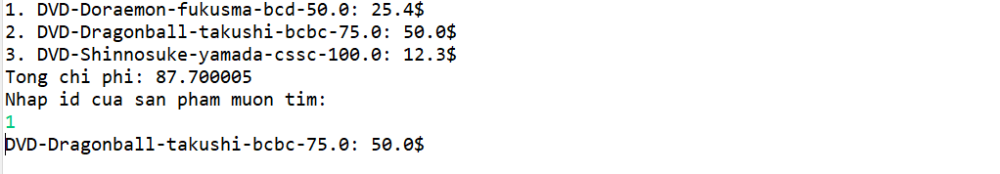 1. DVD-Doraemon-fukusma-bcd-50.0: 25.4$
2. DVD-Dragonball-takushi-bcbc-75.0: 50.0$
3. DVD-Shinnosuke-yamada-cssc-100.0: 12.3$
Tong chi phi: 87.700005
Nhap id cua san pham muon tim:
1
DVD-Dragonball-takushi-bcbc-75.0: 50.0$